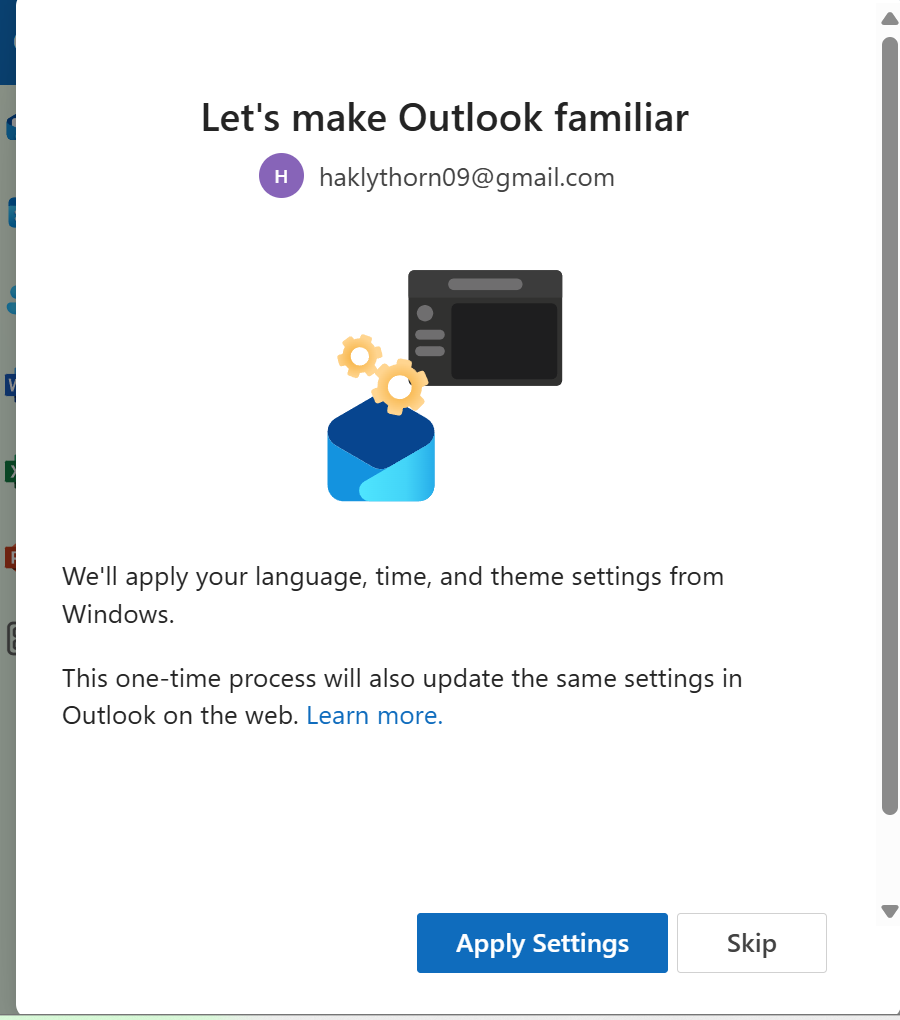 Let's make Outlook familiar
H
haklythorn09@gmail.com
We'll apply your language, time, and theme settings from
Windows.
This one-time process will also update the same settings in
Outlook on the web. Learn more.
Apply Settings
Skip